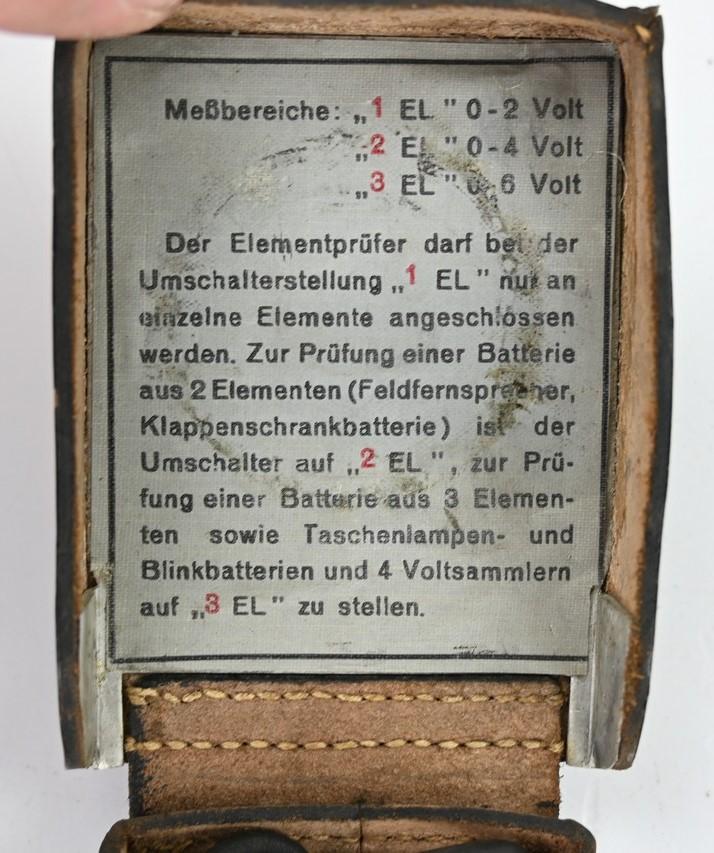 Meßbereiche: „1 EL" 0-2 Volt
„2 EL" 0-4 Volt
„3 EL" 0-6 Volt
Der Elementprüfer darf bei der
Umschalterstellung „1 EL" nur an
einzelne Elemente angeschlossen
werden. Zur Prüfung einer Batterie
aus 2 Elementen (Feldfernsprecher,
Klappenschrankbatterie) ist der
Umschalter auf „2 EL", zur Prü-
fung einer Batterie aus 3 Elemen-
ten sowie Taschenlampen- und
Blinkbatterien und 4 Voltsammlern
auf „3 EL" zu stellen.